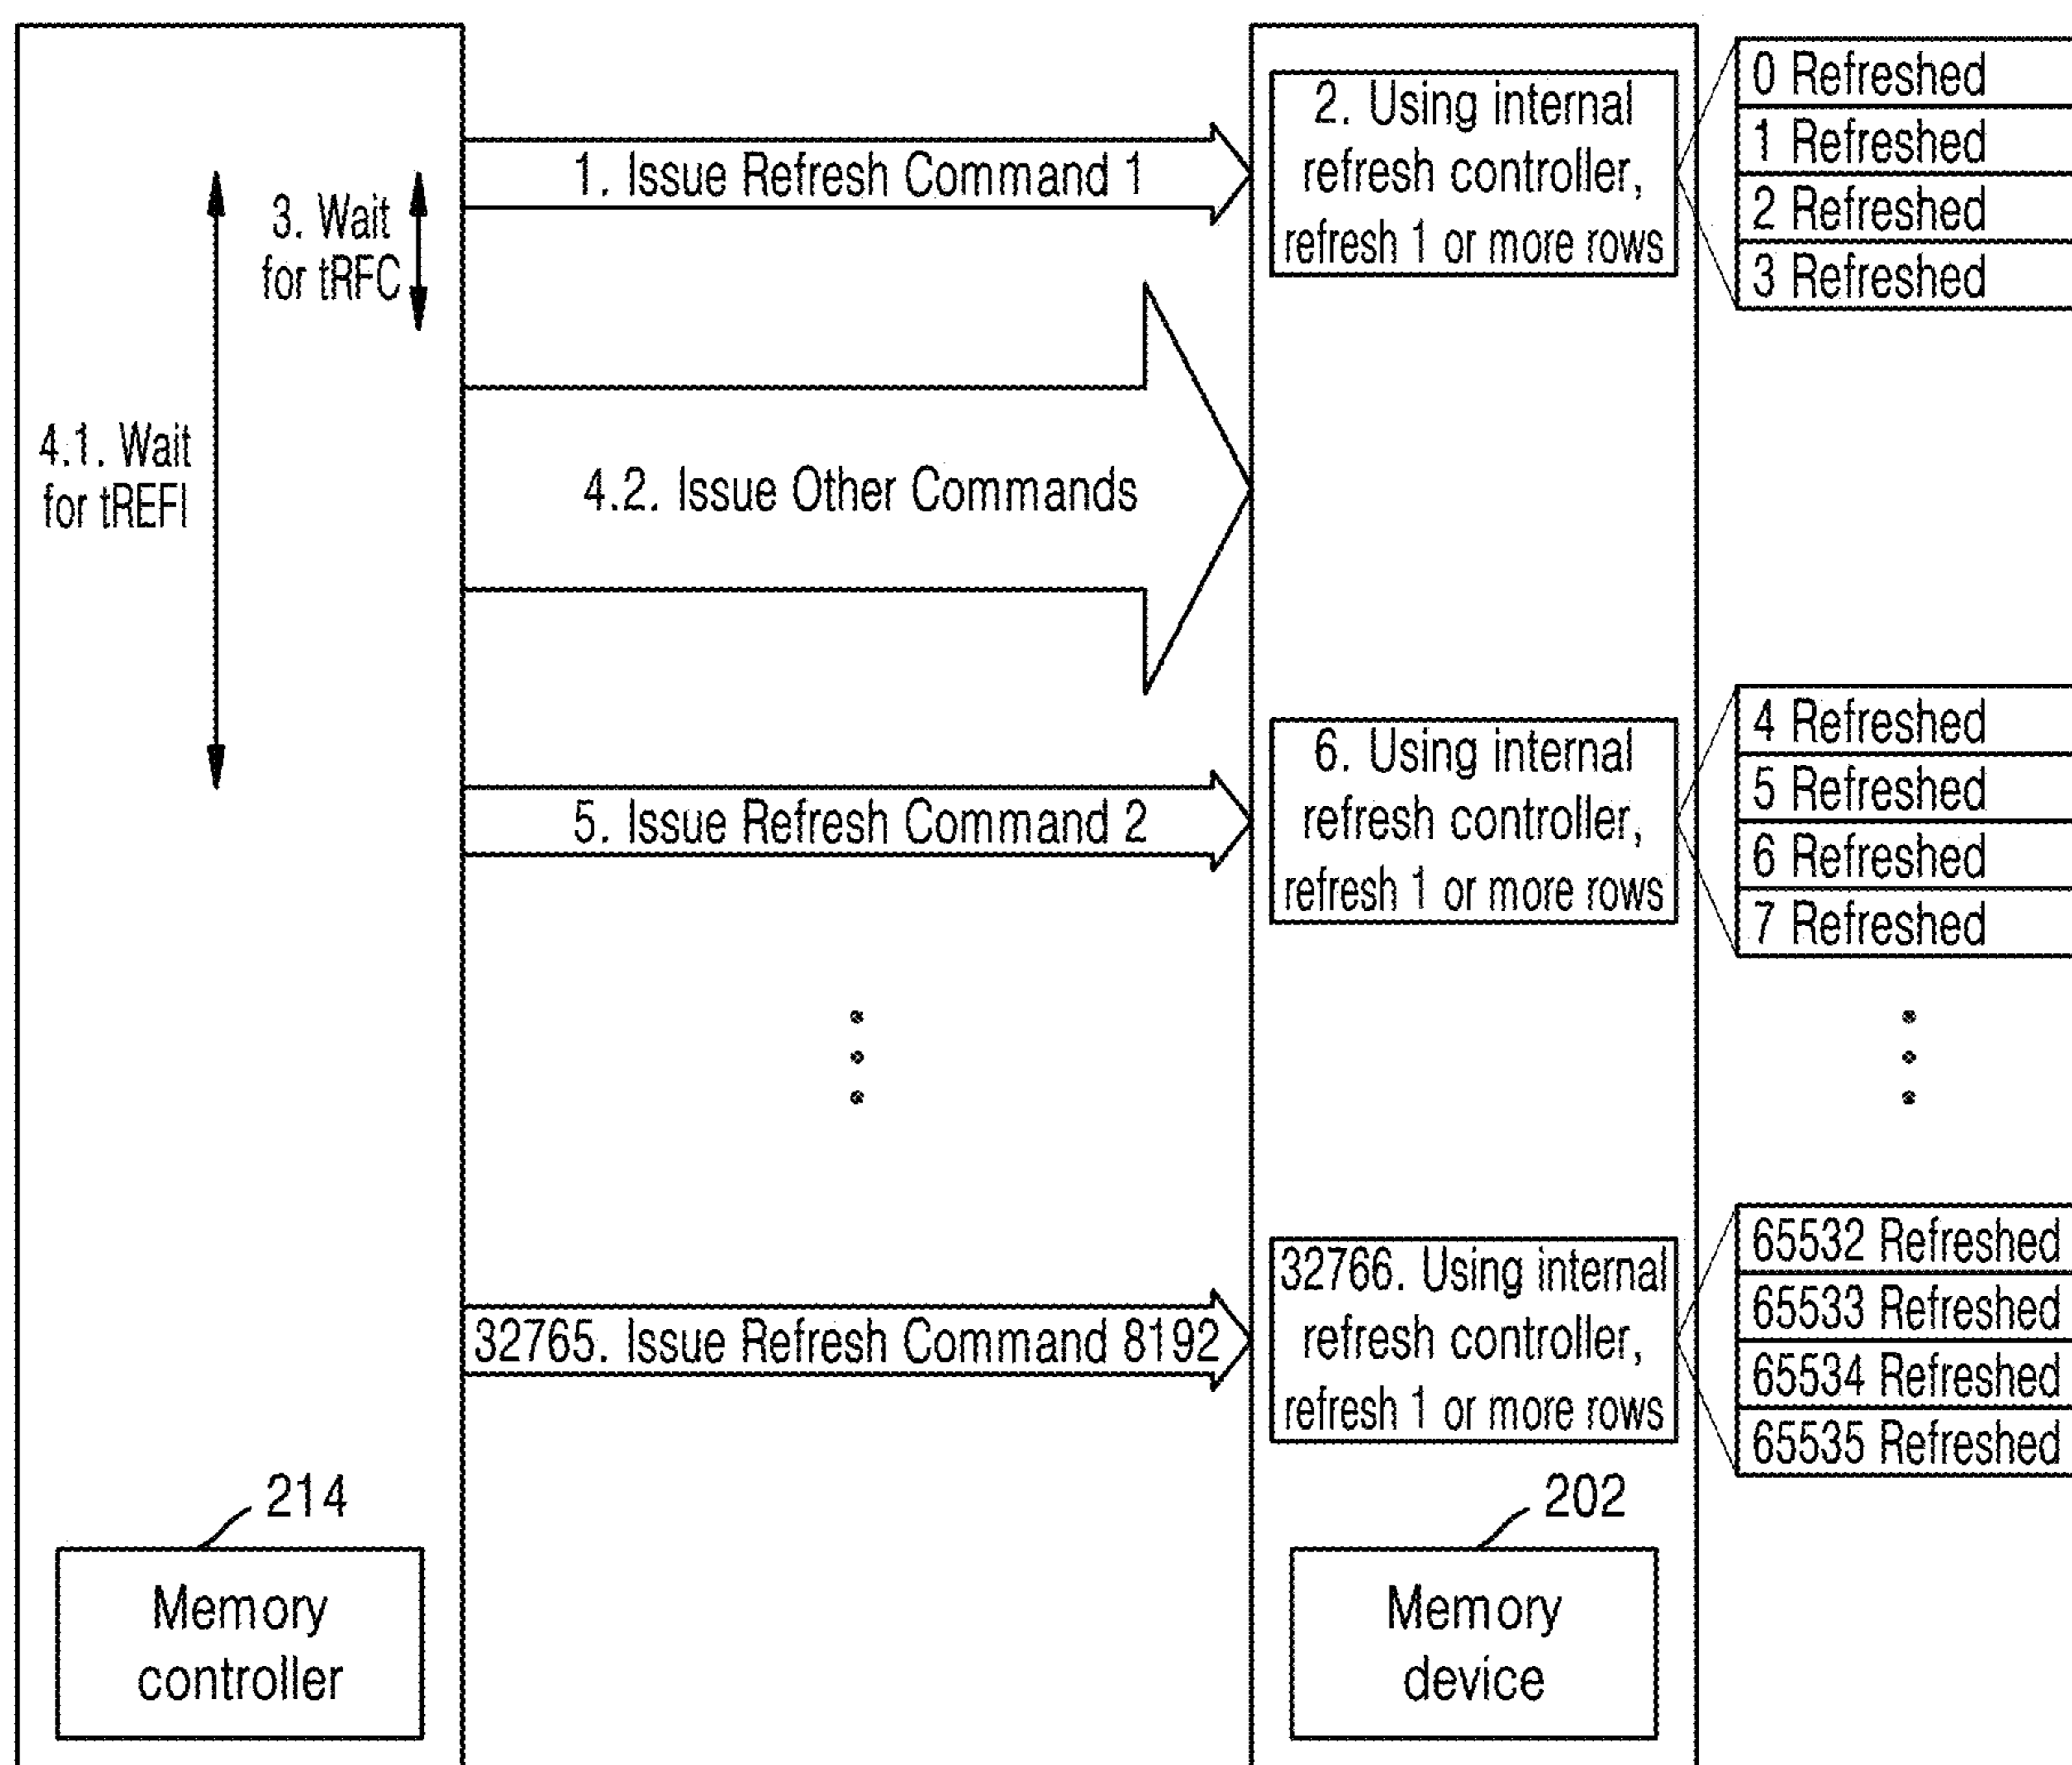 1. Issue Refresh Command 1
2. Using internal
refresh controller,
refresh 1 or more rows
0 Refreshed
1 Refreshed
2 Refreshed
3 Refreshed
3. Wait
for tRFC
4.1. Wait
for tREFI
4.2. Issue Other Commands
5. Issue Refresh Command 2
6. Using internal
refresh controller,
refresh 1 or more rows
4 Refreshed
5 Refreshed
6 Refreshed
7 Refreshed
32765. Issue Refresh Command 8192
32766. Using internal
refresh controller,
refresh 1 or more rows
65532 Refreshed
65533 Refreshed
65534 Refreshed
65535 Refreshed
214
Memory
controller
202
Memory
device